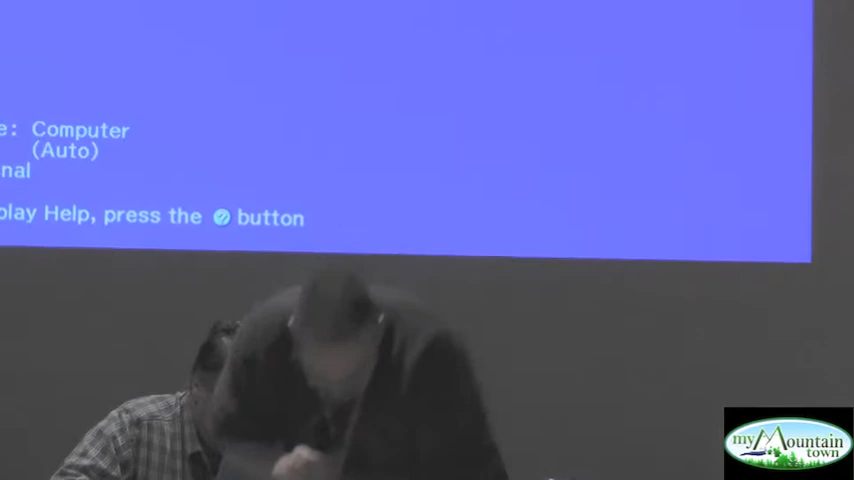 e: Computer
(Auto)
nal
play Help, press the button
my Mountain
town